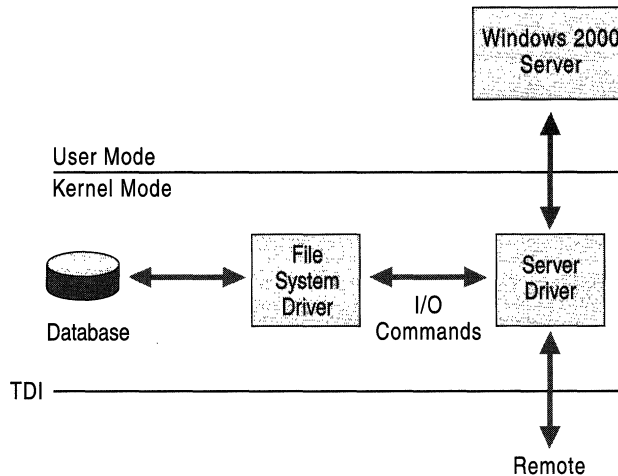 Windows 2000
Server
User Mode
Kernel Mode
File
System
Driver
Server
Driver
I/O
Commands
Database
TDI
Remote